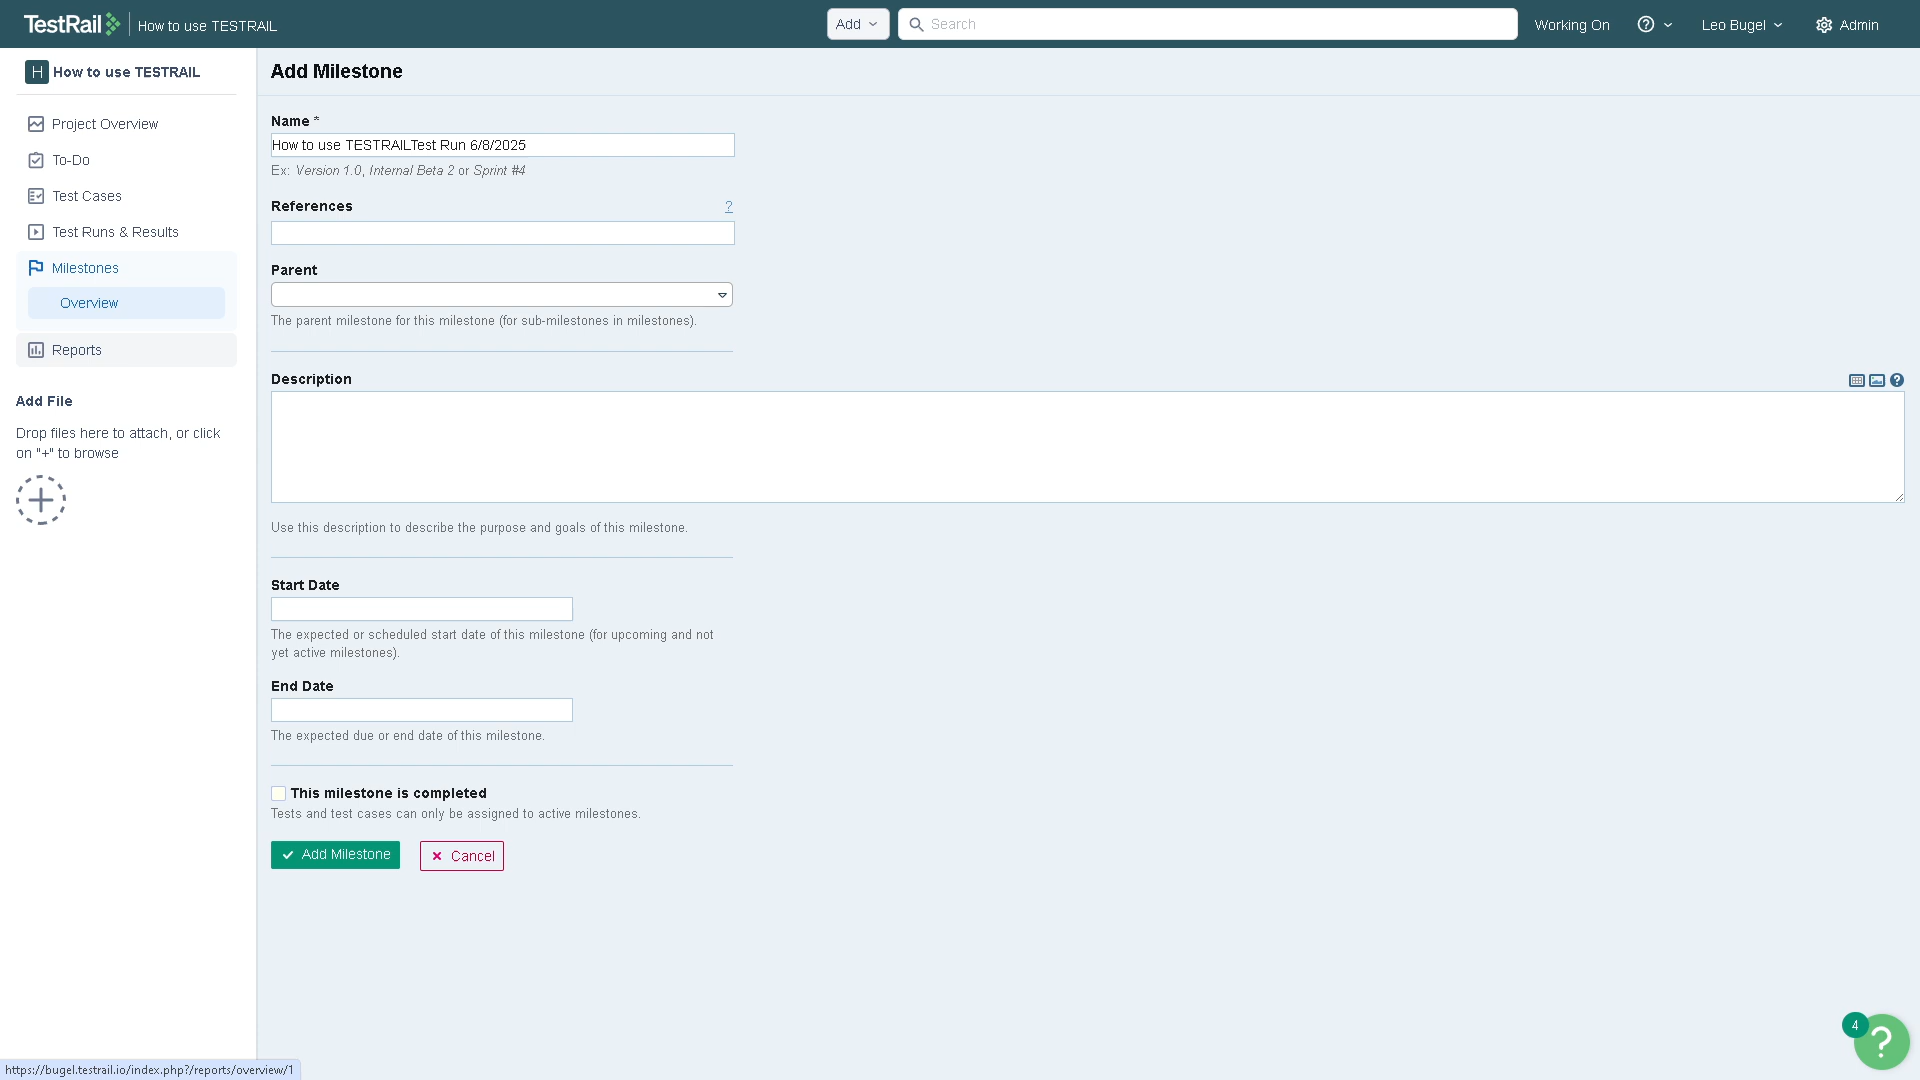 TestRail
How to use TESTRAIL
Add
Search
Working On
Leo Bugel
Admin
H How to use TESTRAIL
Project Overview
To-Do
Test Cases
Test Runs & Results
Milestones
Overview
Reports
Add File
Drop files here to attach, or click
on "+" to browse
Add Milestone
Name *
How to use TESTRAILTest Run 6/8/2025
Ex: Version 1.0, Internal Beta 2 or Sprint #4
References ?
Parent
The parent milestone for this milestone (for sub-milestones in milestones).
Description
Use this description to describe the purpose and goals of this milestone.
Start Date
The expected or scheduled start date of this milestone (for upcoming and not
yet active milestones).
End Date
The expected due or end date of this milestone.
This milestone is completed
Tests and test cases can only be assigned to active milestones.
Add Milestone
Cancel
4
?
https://bugel.testrail.io/index.php?/reports/overview/1